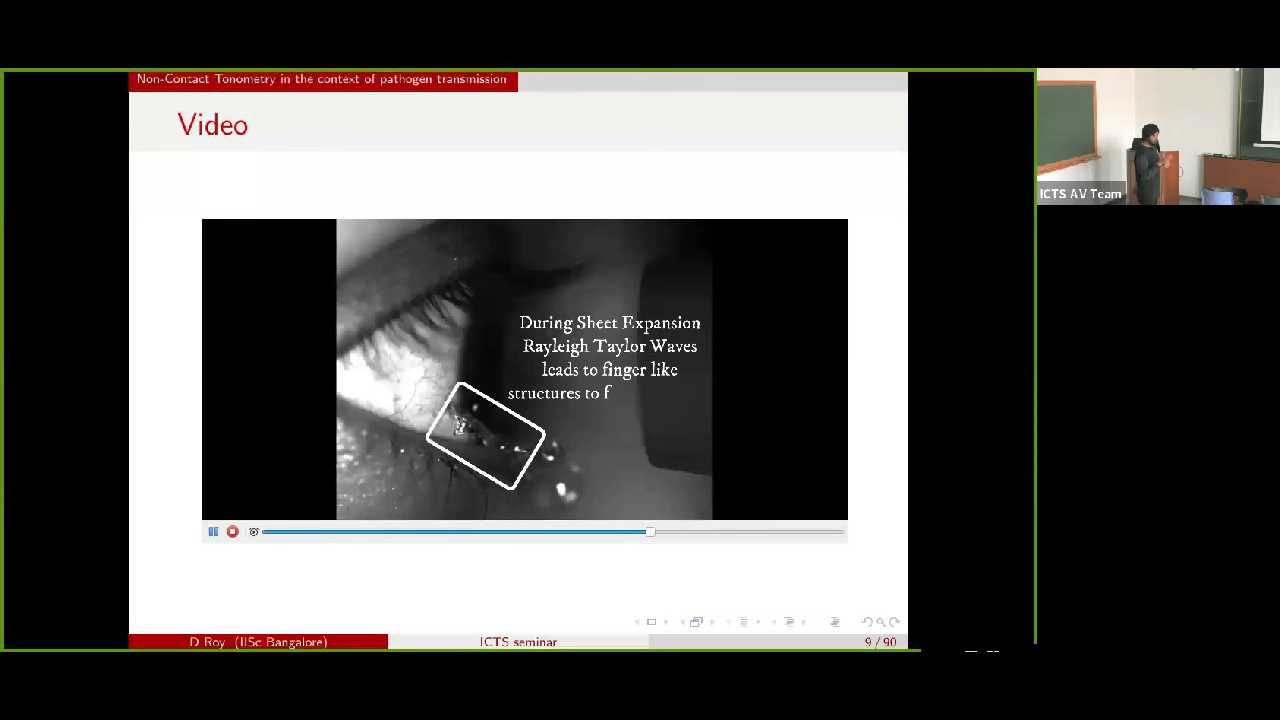 Non-Contact Tonometry in the context of pathogen transmission
Video
During Sheet Expansion
Rayleigh Taylor Waves
leads to finger like
structures to f
ICTS AV Team
D Roy (IISc Bangalore)
ICTS seminar
9 / 90